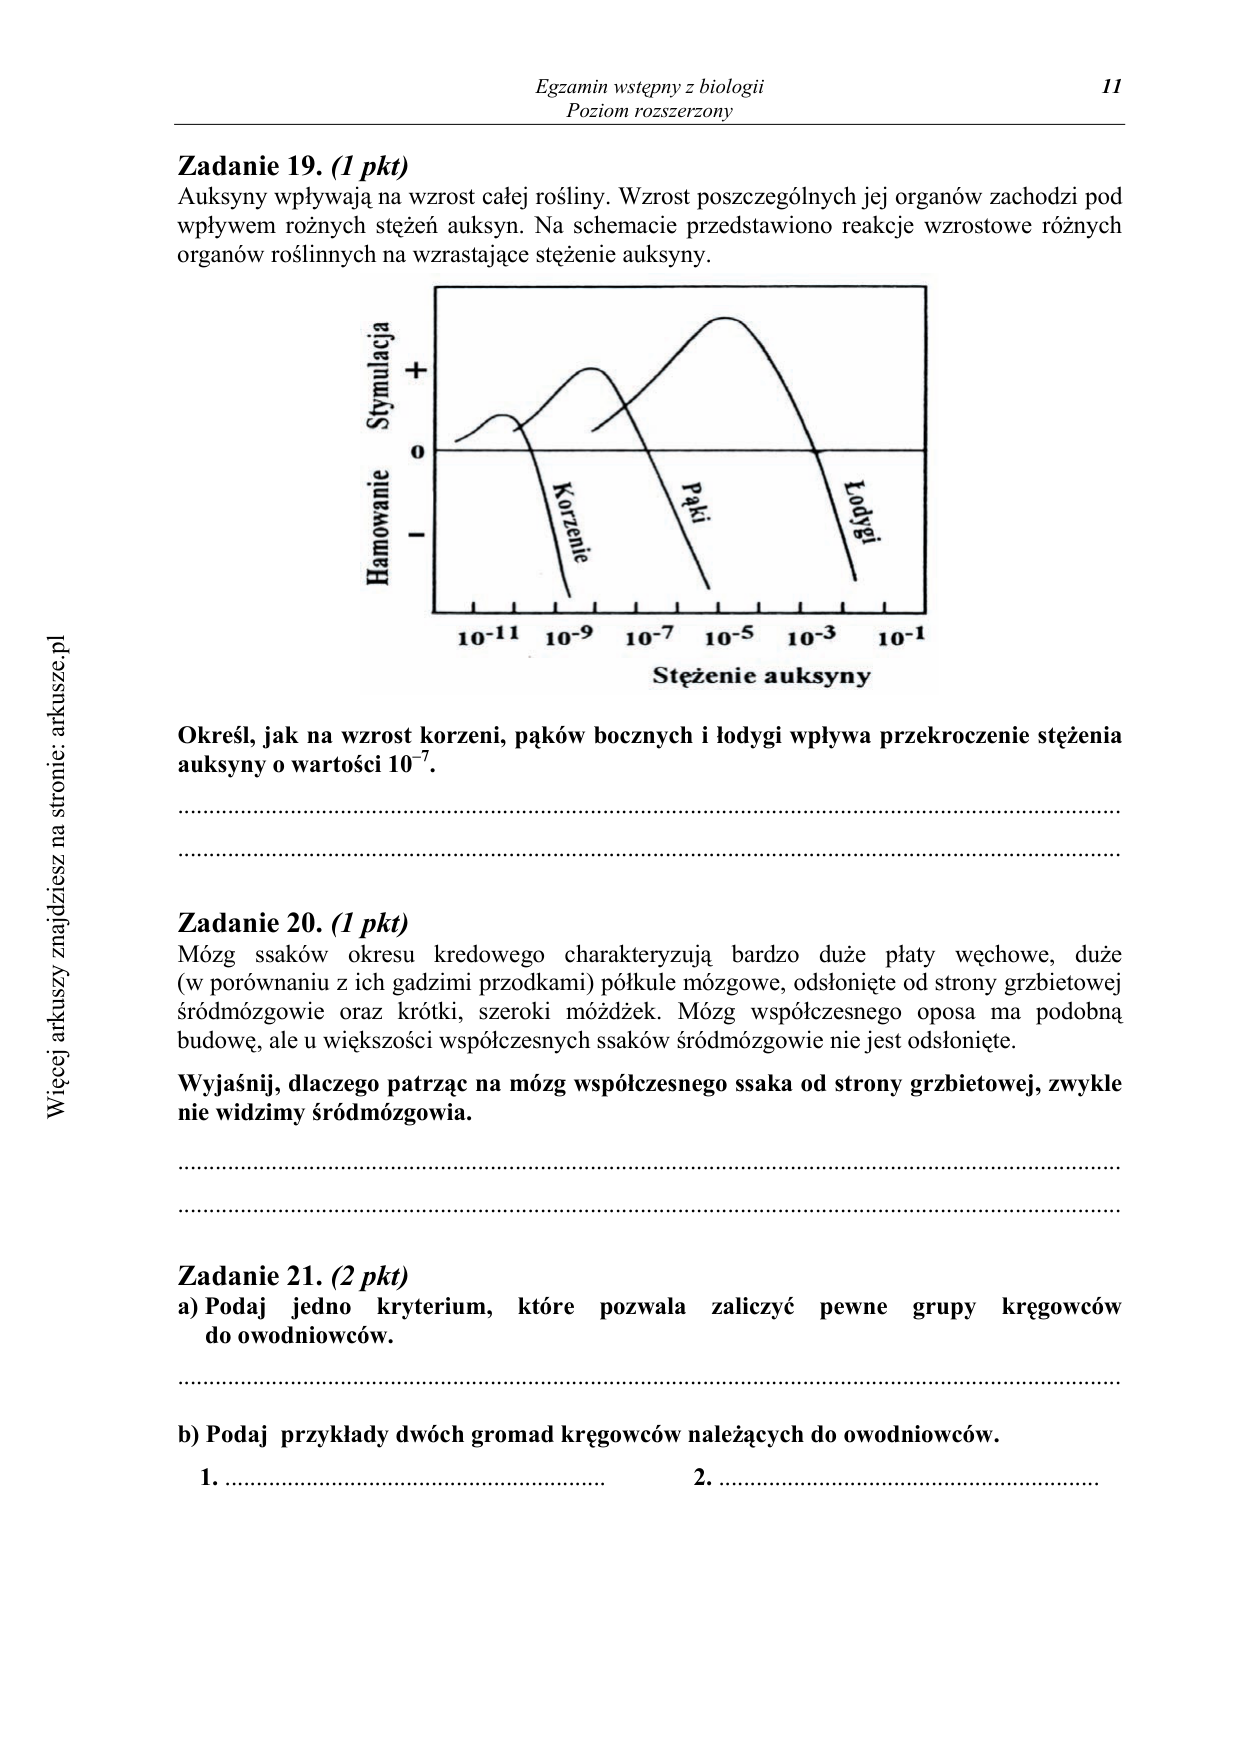 Egzamin wstępny z biologii
Poziom rozszerzony
11
Zadanie 19. (1 pkt)
Auksyny wpływają na wzrost całej rośliny. Wzrost poszczególnych jej organów zachodzi pod
wpływem rożnych stężeń auksyn. Na schemacie przedstawiono reakcje wzrostowe różnych
organów roślinnych na wzrastające stężenie auksyny.
Stymulacja
+
0
Hamowanie
–
Korzenie
Pąki
Łodygi
10⁻¹¹ 10⁻⁹ 10⁻⁷ 10⁻⁵ 10⁻³ 10⁻¹
Stężenie auksyny
Określ, jak na wzrost korzeni, pąków bocznych i łodygi wpływa przekroczenie stężenia
auksyny o wartości 10⁻⁷.
Zadanie 20. (1 pkt)
Mózg ssaków okresu kredowego charakteryzują bardzo duże płaty węchowe, duże
(w porównaniu z ich gadzimi przodkami) półkule mózgowe, odsłonięte od strony grzbietowej
śródmózgowie oraz krótki, szeroki móżdżek. Mózg współczesnego oposa ma podobną
budowę, ale u większości współczesnych ssaków śródmózgowie nie jest odsłonięte.
Wyjaśnij, dlaczego patrząc na mózg współczesnego ssaka od strony grzbietowej, zwykle
nie widzimy śródmózgowia.
Zadanie 21. (2 pkt)
a) Podaj jedno kryterium, które pozwala zaliczyć pewne grupy kręgowców
do owodniowców.
b) Podaj przykłady dwóch gromad kręgowców należących do owodniowców.
1. ............................................................. 2. .............................................................
Więcej arkuszy znajdziesz na stronie: arkusze.pl